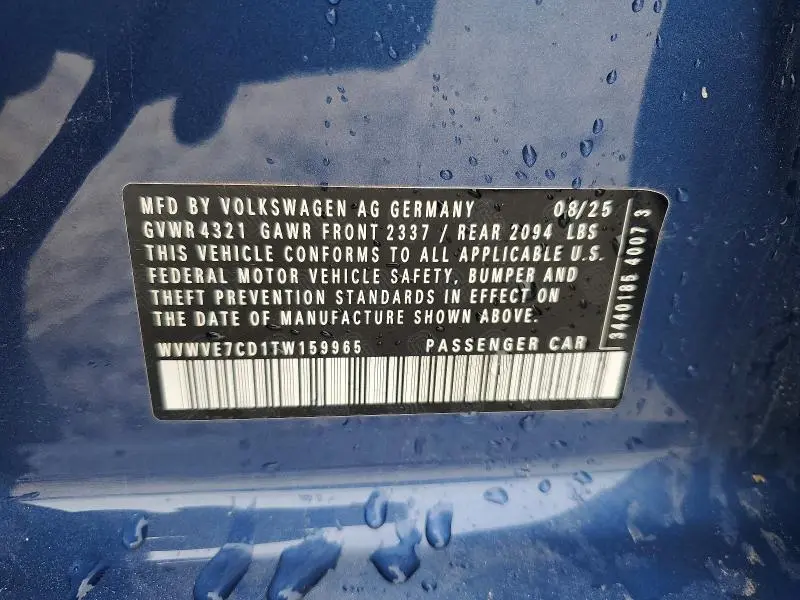 MFD BY VOLKSWAGEN AG GERMANY 08/25
GVWR 4321 GAWR FRONT 2337 / REAR 2094 LBS
THIS VEHICLE CONFORMS TO ALL APPLICABLE U.S.
FEDERAL MOTOR VEHICLE SAFETY, BUMPER AND
THEFT PREVENTION STANDARDS IN EFFECT ON
THE DATE OF MANUFACTURE SHOWN ABOVE.
WVWVE7CD1TW159965 PASSENGER CAR
3440185 4007 3